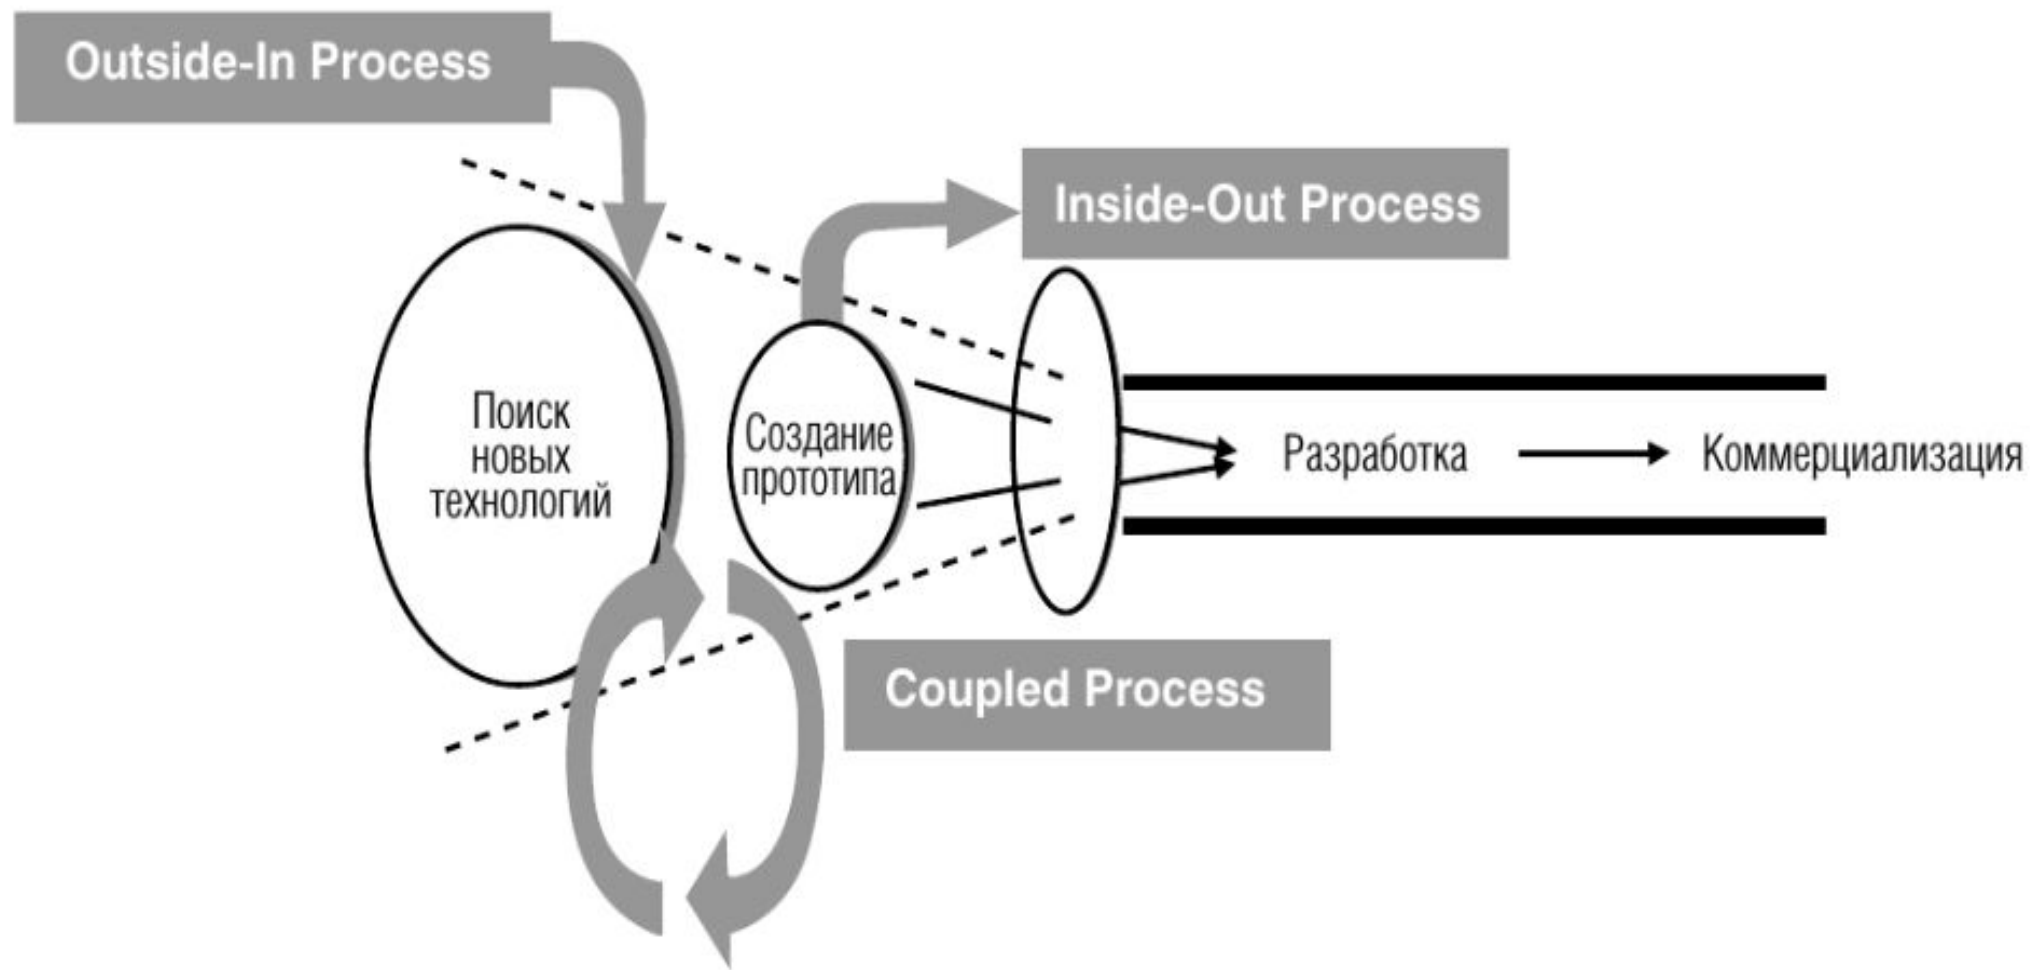 Outside-In Process
Inside-Out Process
Поиск
новых
технологий
Создание
прототипа
Разработка
Коммерциализация
Coupled Process